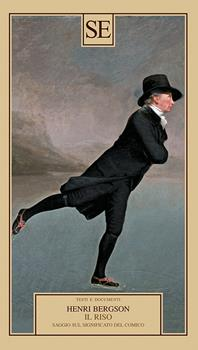 SE
TESTI E DOCUMENTI
HENRI BERGSON
IL RISO
SAGGIO SUL SIGNIFICATO DEL COMICO